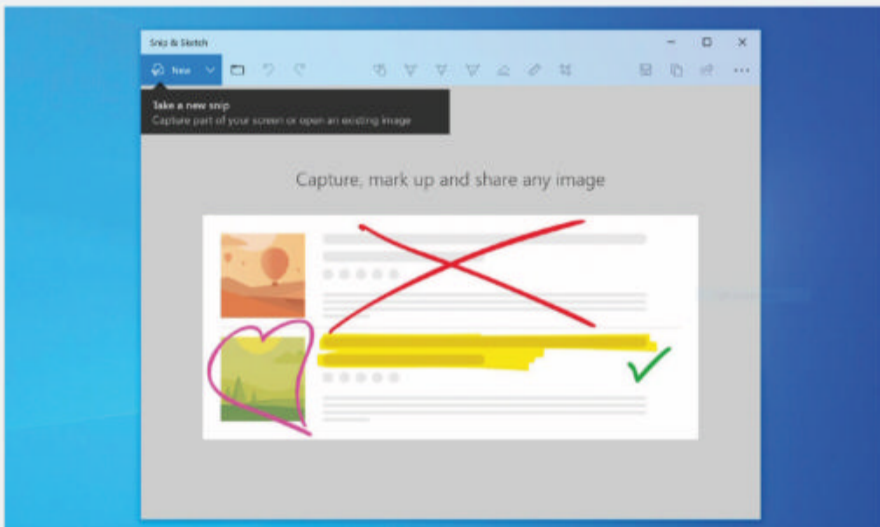 Snip & Sketch
New
Take a new snip
Capture part of your screen or open an existing image
Capture, mark up and share any image